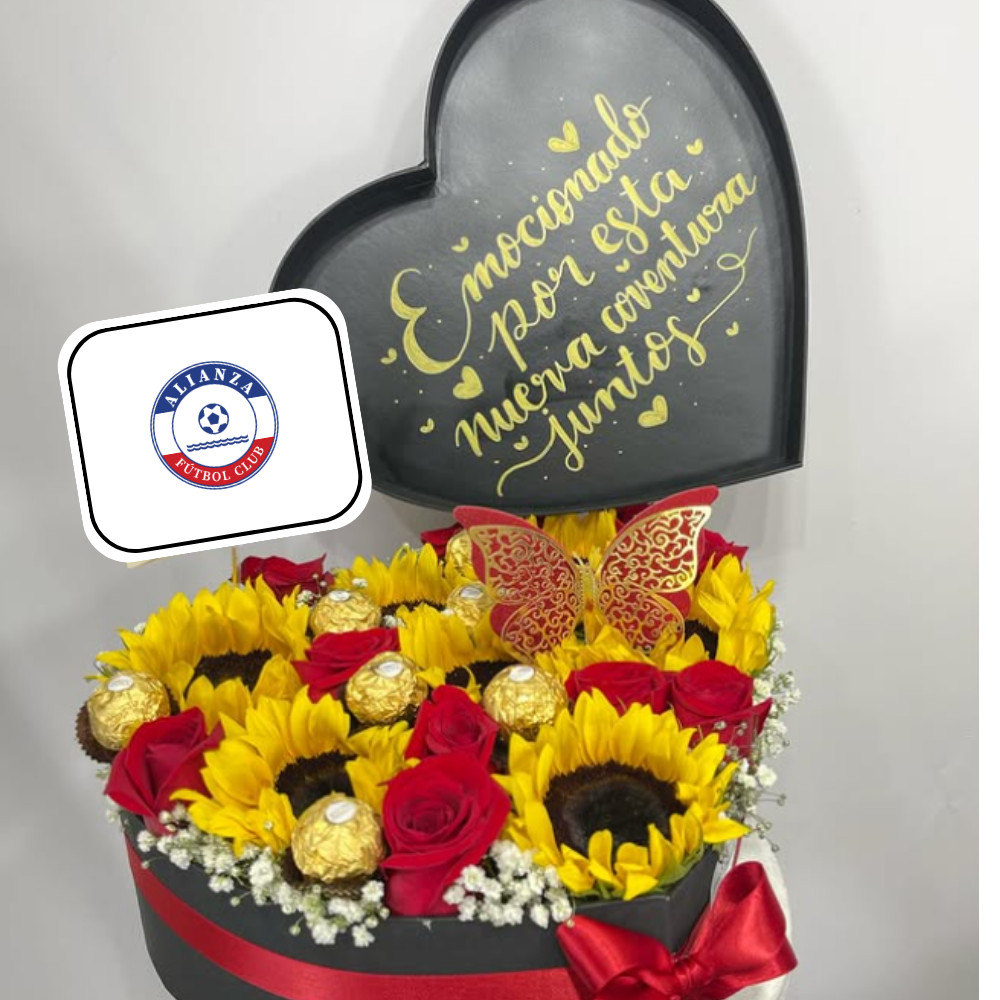 Emocionado
por esta
nueva aventura
juntos
ALIANZA
FÚTBOL CLUB